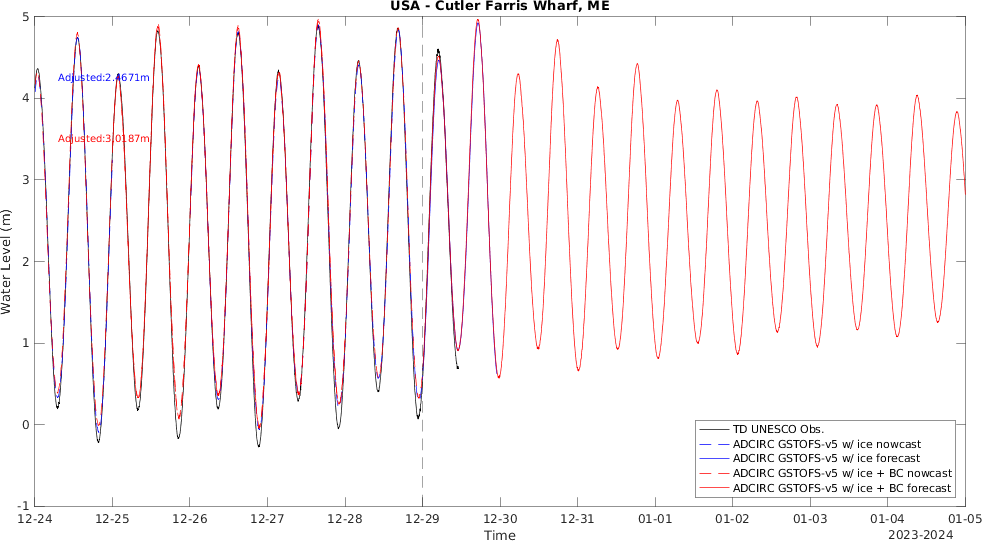 USA - Cutler Farris Wharf, ME
Water Level (m)
5
4
3
2
1
0
-1
Adjusted:2.4671m
Adjusted:3.0187m
TD UNESCO Obs.
ADCIRC GSTOFS-v5 w/ ice nowcast
ADCIRC GSTOFS-v5 w/ ice forecast
ADCIRC GSTOFS-v5 w/ ice + BC nowcast
ADCIRC GSTOFS-v5 w/ ice + BC forecast
12-24 12-25 12-26 12-27 12-28 12-29 12-30 12-31 01-01 01-02 01-03 01-04 01-05
Time
2023-2024